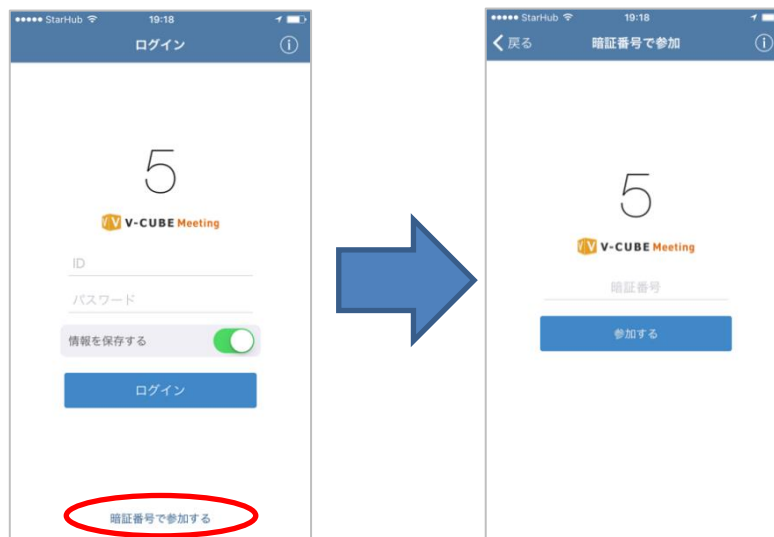 StarHub 19:18
ログイン
5
V-CUBE Meeting
ID
パスワード
情報を保存する
ログイン
暗証番号で参加する
StarHub 19:18
戻る 暗証番号で参加
5
V-CUBE Meeting
暗証番号
参加する